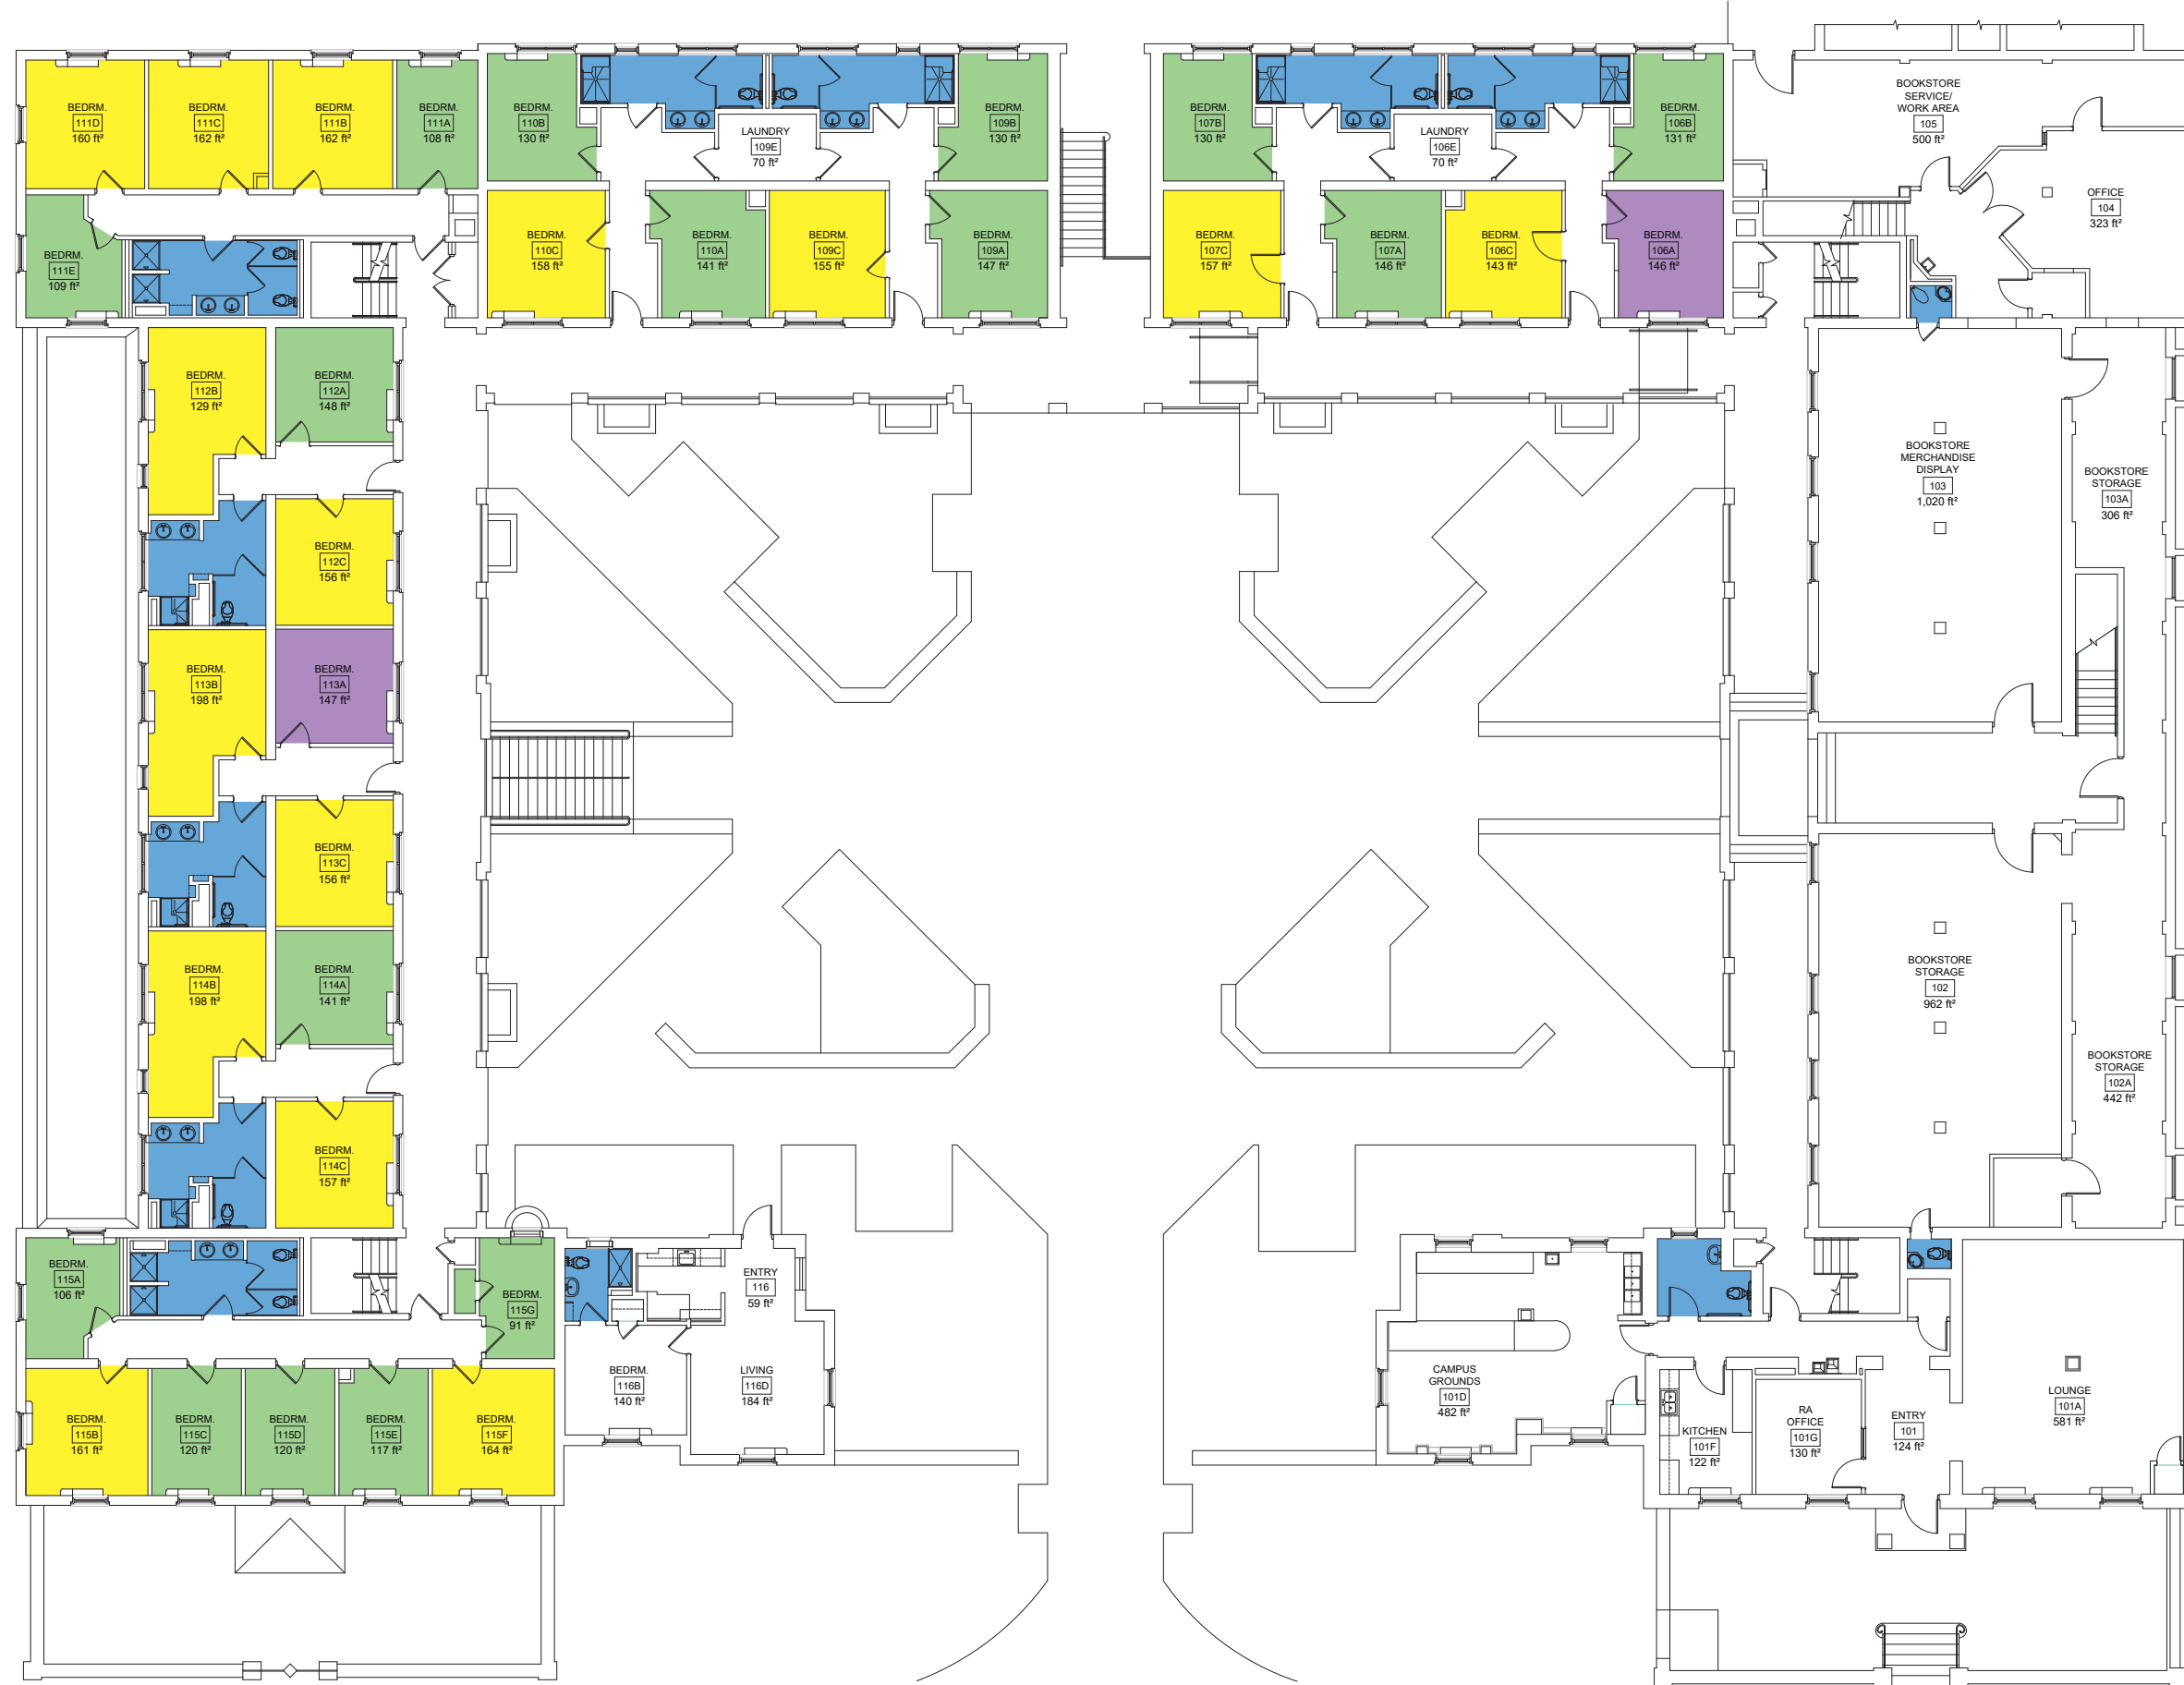 BEDRM.
111D
160 ft²
BEDRM.
111C
162 ft²
BEDRM.
111B
162 ft²
BEDRM.
111A
108 ft²
BEDRM.
110B
130 ft²
LAUNDRY
109E
70 ft²
BEDRM.
109B
130 ft²
BEDRM.
107B
130 ft²
LAUNDRY
106E
70 ft²
BEDRM.
106B
131 ft²
BOOKSTORE
SERVICE/
WORK AREA
105
500 ft²
OFFICE
104
323 ft²
BEDRM.
111E
109 ft²
BEDRM.
110C
158 ft²
BEDRM.
110A
141 ft²
BEDRM.
109C
155 ft²
BEDRM.
109A
147 ft²
BEDRM.
107C
157 ft²
BEDRM.
107A
146 ft²
BEDRM.
106C
143 ft²
BEDRM.
106A
146 ft²
BEDRM.
112B
129 ft²
BEDRM.
112A
148 ft²
BOOKSTORE
MERCHANDISE
DISPLAY
103
1,020 ft²
BOOKSTORE
STORAGE
103A
306 ft²
BEDRM.
112C
156 ft²
BEDRM.
113B
198 ft²
BEDRM.
113A
147 ft²
BEDRM.
113C
156 ft²
BEDRM.
114B
198 ft²
BEDRM.
114A
141 ft²
BOOKSTORE
STORAGE
102
962 ft²
BOOKSTORE
STORAGE
102A
442 ft²
BEDRM.
114C
157 ft²
BEDRM.
115A
106 ft²
BEDRM.
115G
91 ft²
ENTRY
116
59 ft²
BEDRM.
116B
140 ft²
LIVING
116D
184 ft²
CAMPUS
GROUNDS
101D
482 ft²
LOUNGE
101A
581 ft²
BEDRM.
115B
161 ft²
BEDRM.
115C
120 ft²
BEDRM.
115D
120 ft²
BEDRM.
115E
117 ft²
BEDRM.
115F
164 ft²
KITCHEN
101F
122 ft²
RA
OFFICE
101G
130 ft²
ENTRY
101
124 ft²